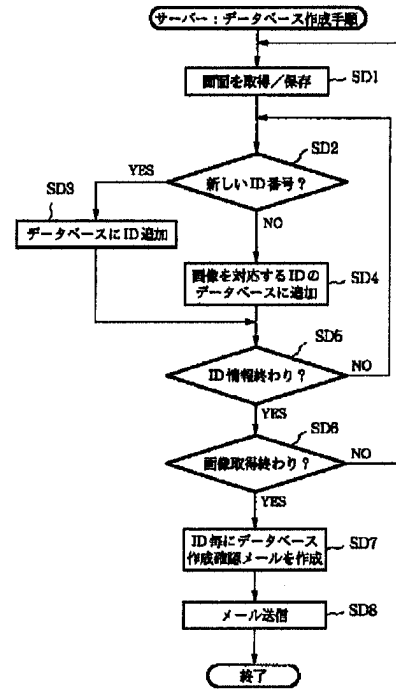 サーバー：データベース作成手順
画面を取得／保存
SD1
SD2
YES
新しいID番号？
SD3
NO
データベースにID追加
画像を対応するIDの
データベースに追加
SD4
SD5
ID情報終わり？
NO
YES
SD6
画像取得終わり？
NO
YES
ID毎にデータベース
作成確認メールを作成
SD7
メール送信
SD8
終了